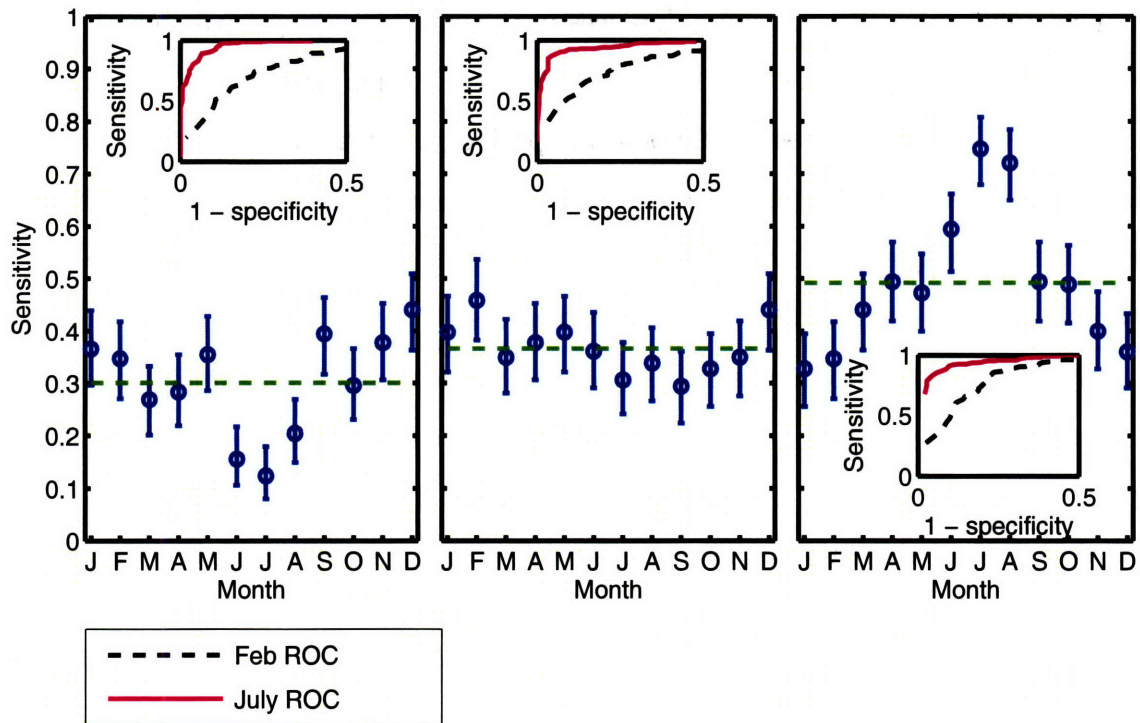 1
0.9
0.8
0.7
0.6
0.5
0.4
0.3
0.2
0.1
0
Sensitivity
J F M A M J J A S O N D
Month
1
0.5
0
Sensitivity
0 0.5
1 – specificity
J F M A M J J A S O N D
Month
1
0.5
0
Sensitivity
0 0.5
1 – specificity
J F M A M J J A S O N D
Month
1
0.5
0
Sensitivity
0 0.5
1 – specificity
Feb ROC
July ROC